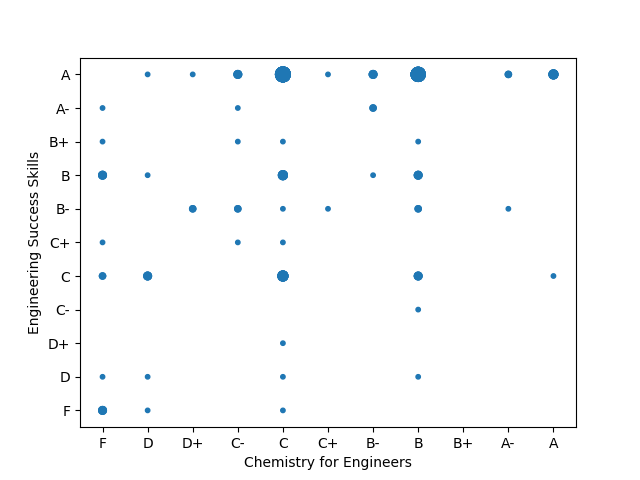 A
A-
B+
B
B-
C+
C
C-
D+
D
F
Engineering Success Skills
F D D+ C- C C+ B- B B+ A- A
Chemistry for Engineers